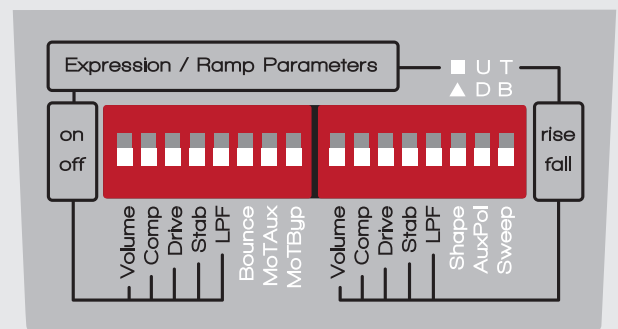 Expression / Ramp Parameters
■ U T
▲ D B
on
off
rise
fall
Volume
Comp
Drive
Stab
LPF
Bounce
MoTAux
MoTByp
Volume
Comp
Drive
Stab
LPF
Shape
AuxPol
Sweep